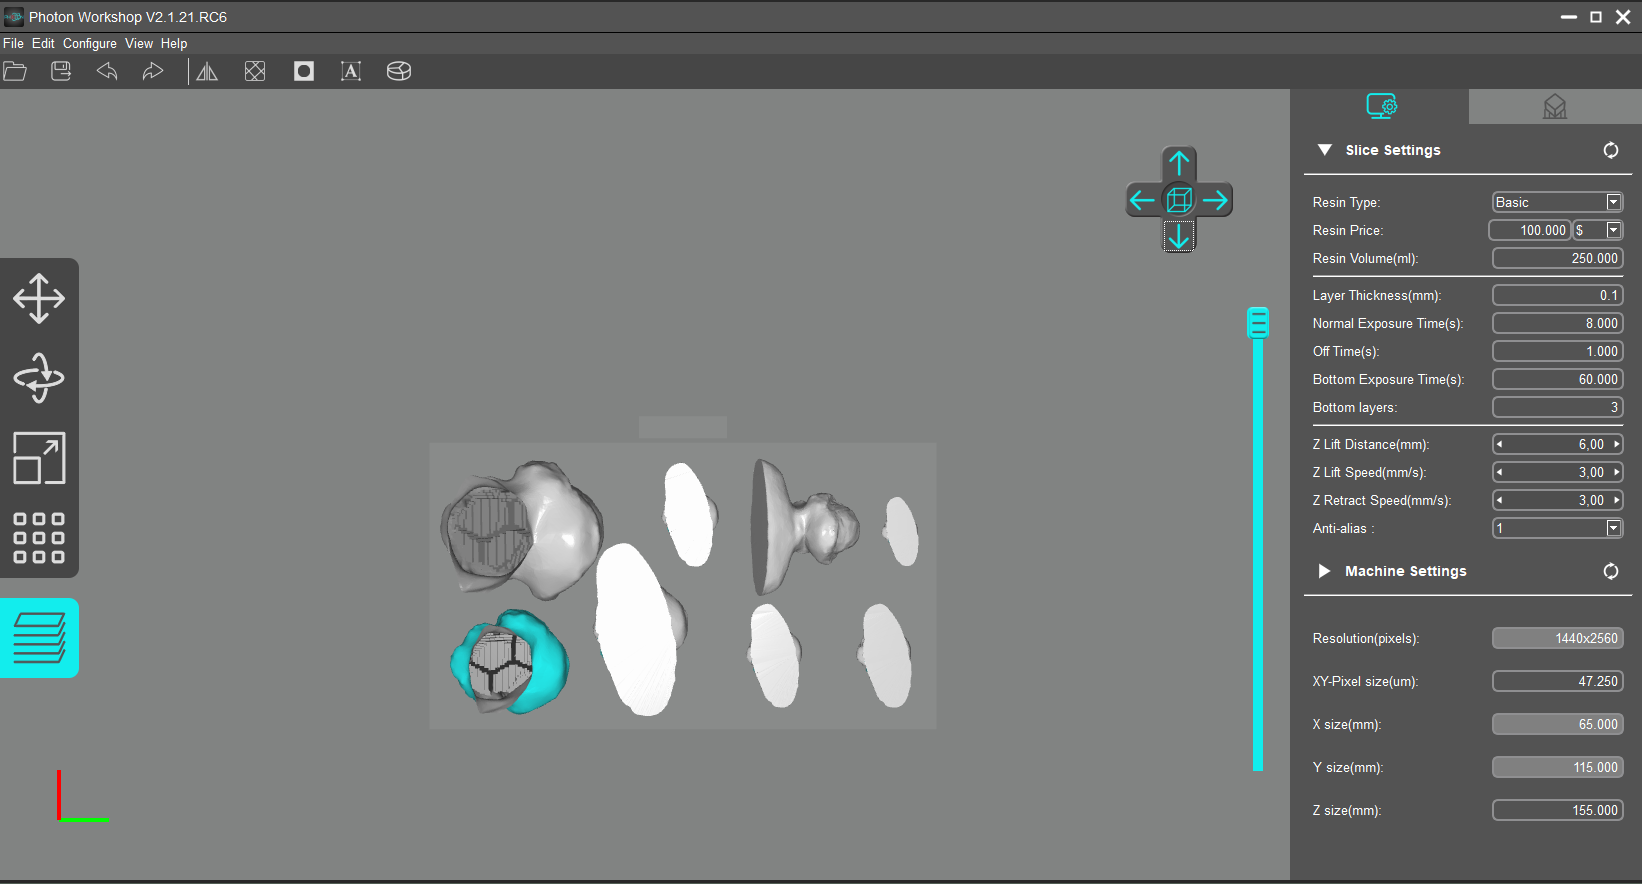 Photon Workshop V2.1.21.RC6
File Edit Configure View Help
A
Slice Settings
Resin Type: Basic
Resin Price: 100.000 $
Resin Volume(ml): 250.000
Layer Thickness(mm): 0.1
Normal Exposure Time(s): 8.000
Off Time(s): 1.000
Bottom Exposure Time(s): 60.000
Bottom layers: 3
Z Lift Distance(mm): 6,00
Z Lift Speed(mm/s): 3,00
Z Retract Speed(mm/s): 3,00
Anti-alias : 1
Machine Settings
Resolution(pixels): 1440x2560
XY-Pixel size(um): 47.250
X size(mm): 65.000
Y size(mm): 115.000
Z size(mm): 155.000